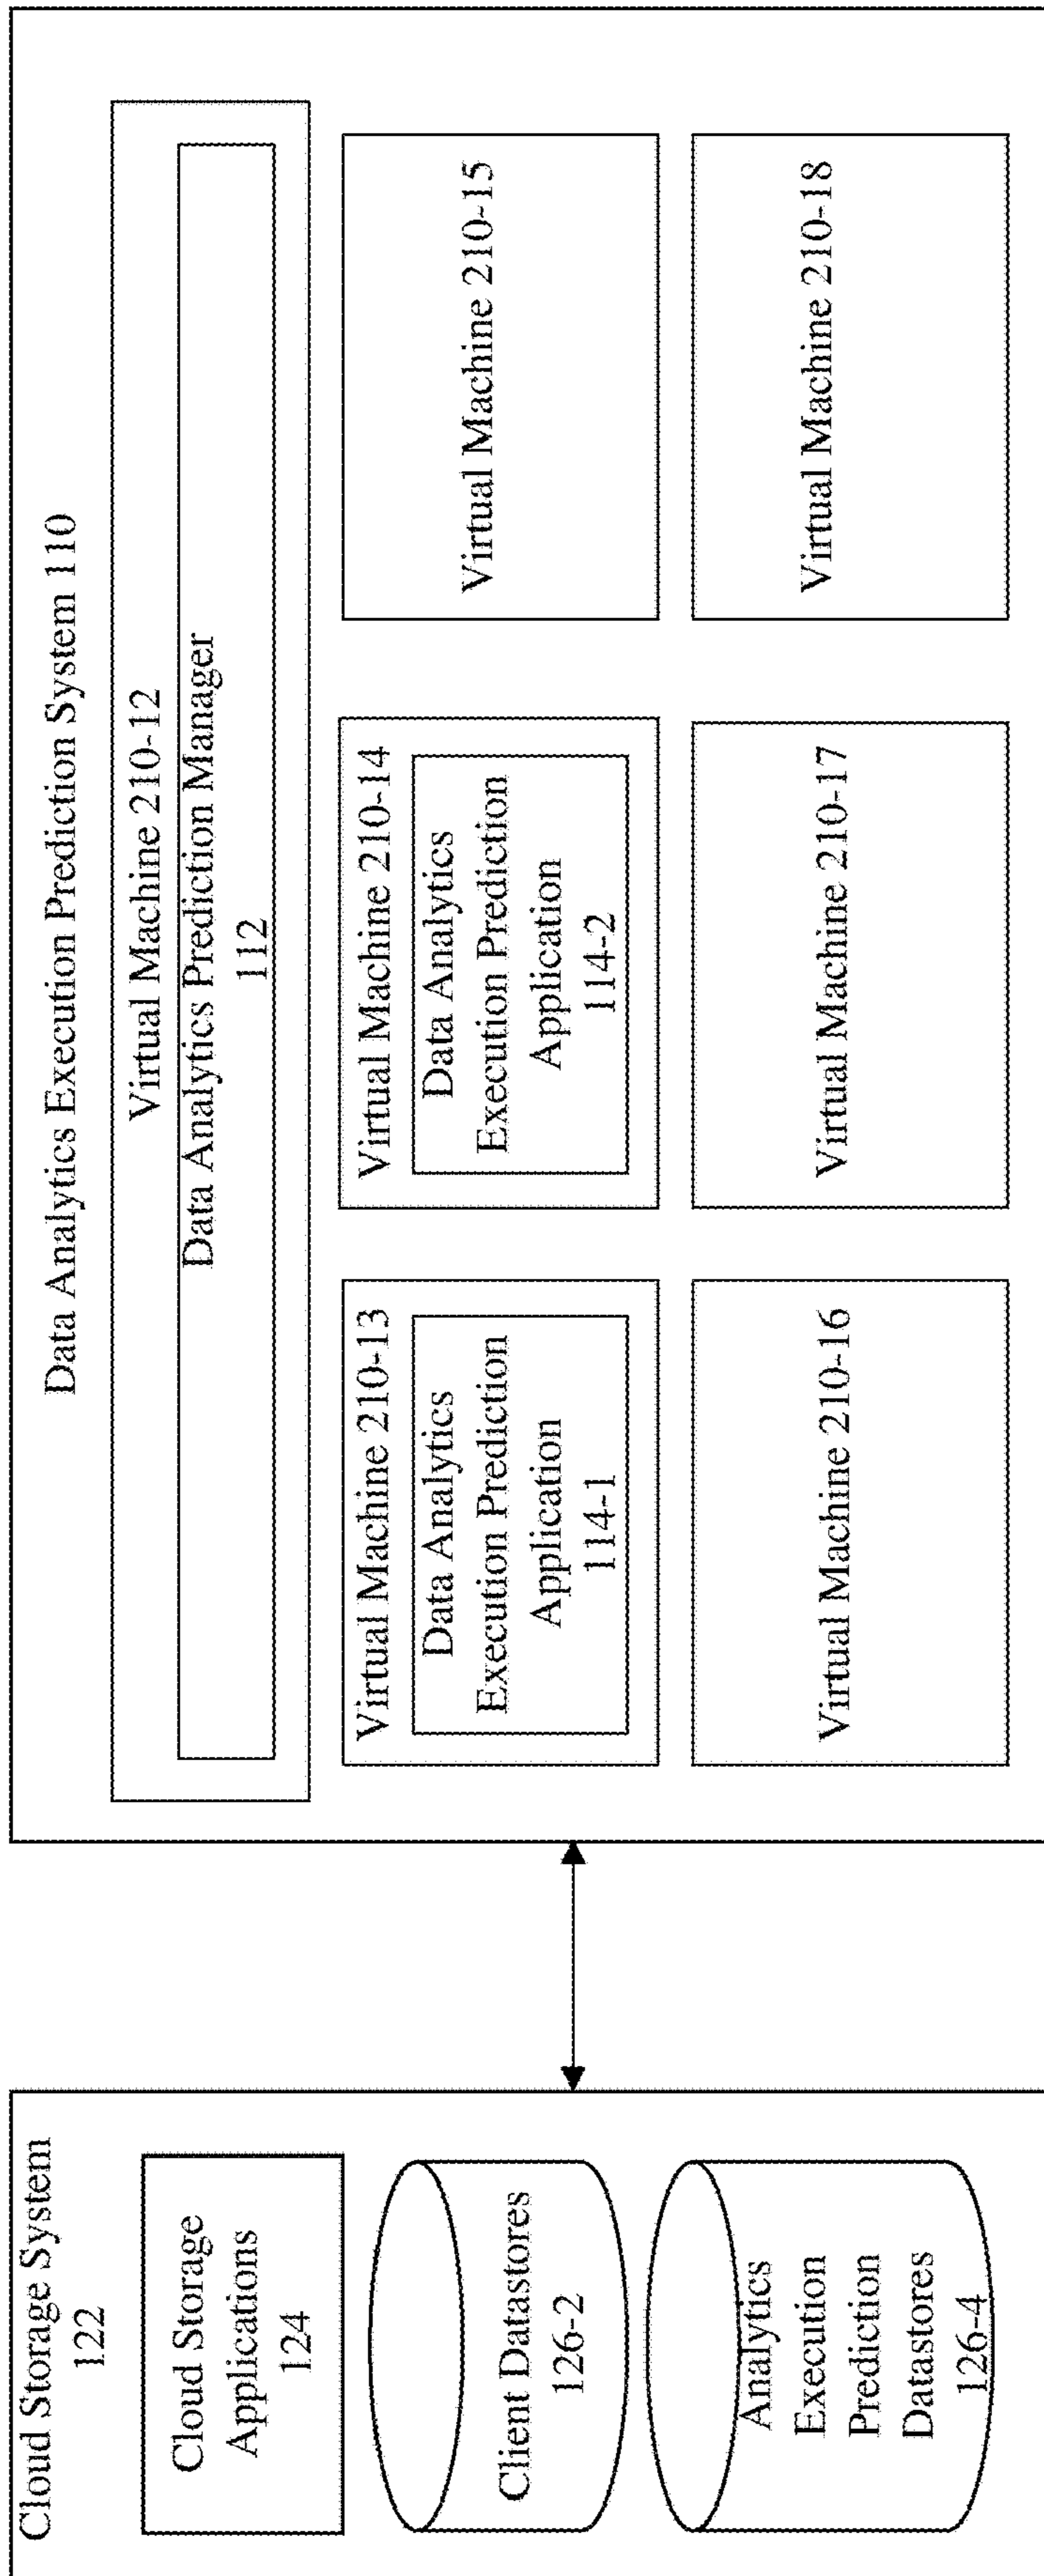 Cloud Storage System
122
Cloud Storage
Applications
124
Client Datastores
126-2
Analytics
Execution
Prediction
Datastores
126-4
Data Analytics Execution Prediction System 110
Virtual Machine 210-12
Data Analytics Prediction Manager
112
Virtual Machine 210-13
Data Analytics
Execution Prediction
Application
114-1
Virtual Machine 210-14
Data Analytics
Execution Prediction
Application
114-2
Virtual Machine 210-15
Virtual Machine 210-16
Virtual Machine 210-17
Virtual Machine 210-18